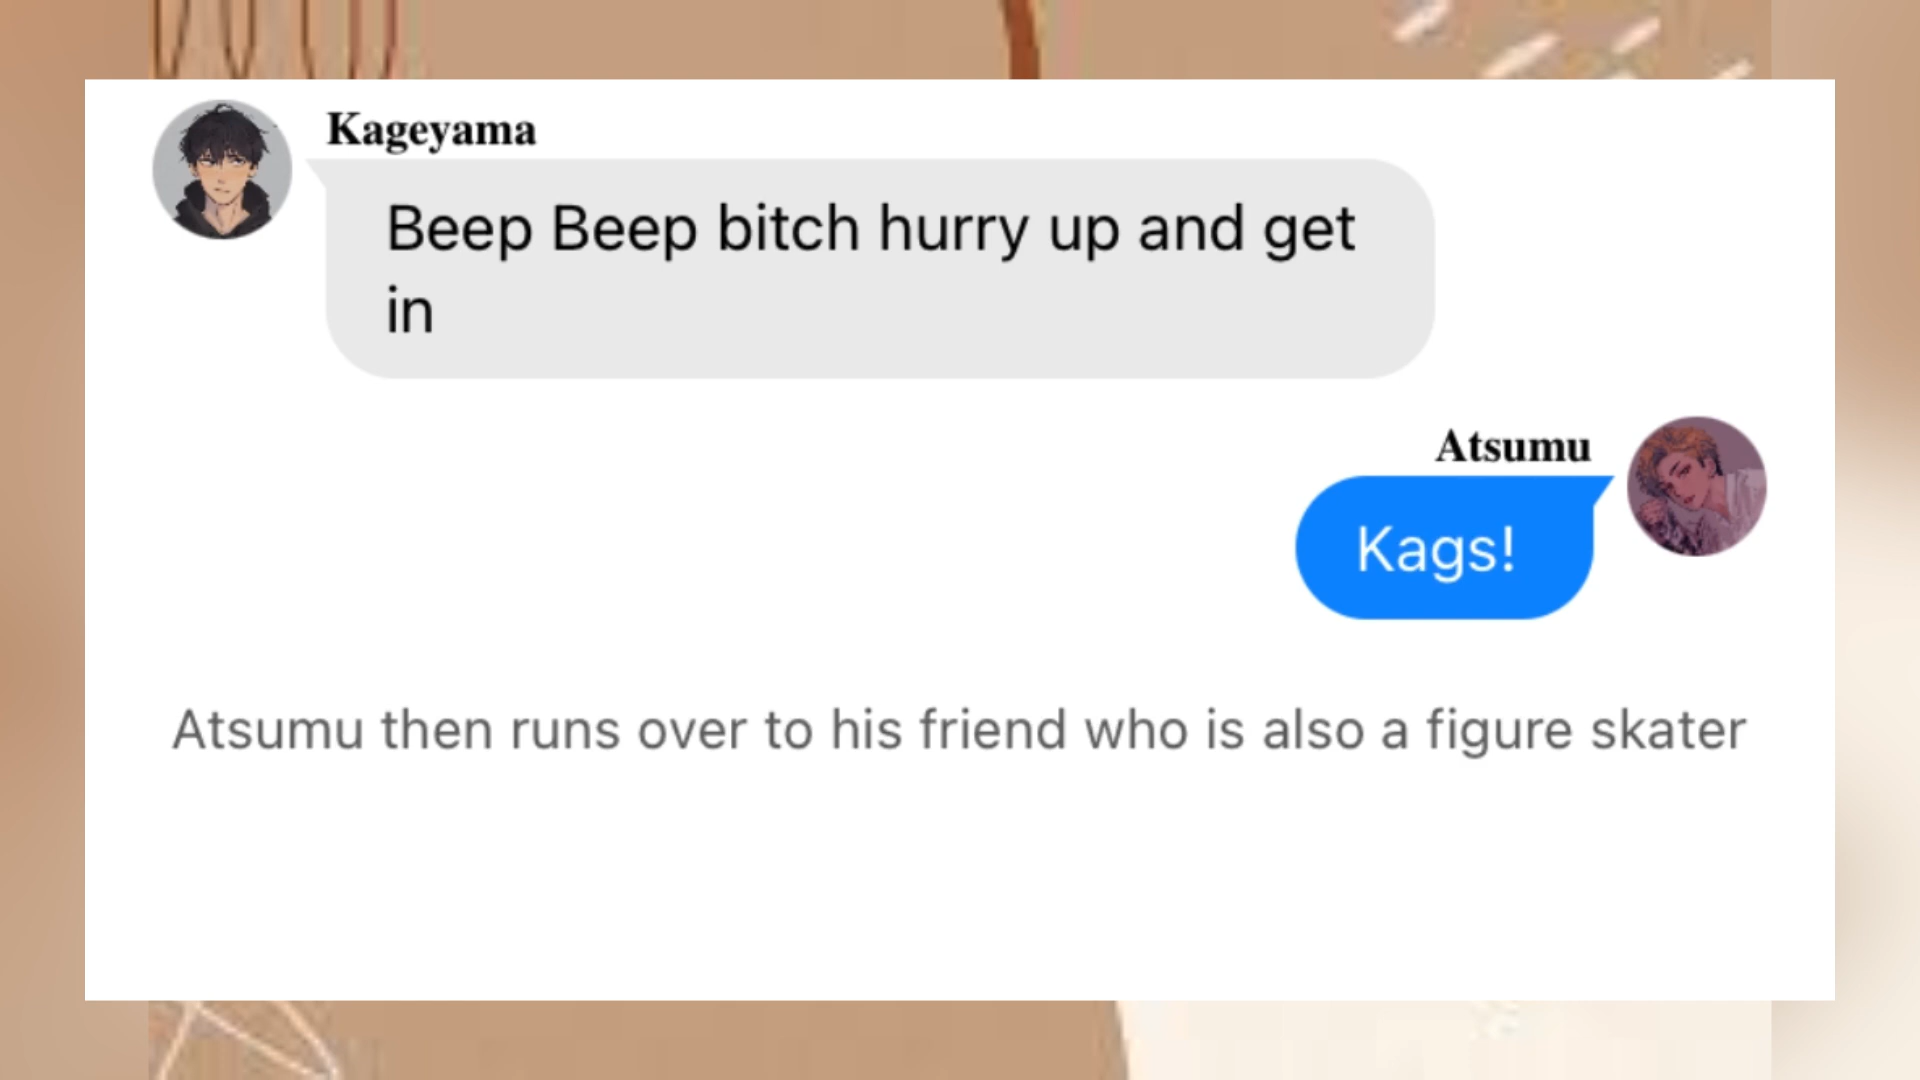 Kageyama
Beep Beep bitch hurry up and get
in
Atsumu
Kags!
Atsumu then runs over to his friend who is also a figure skater